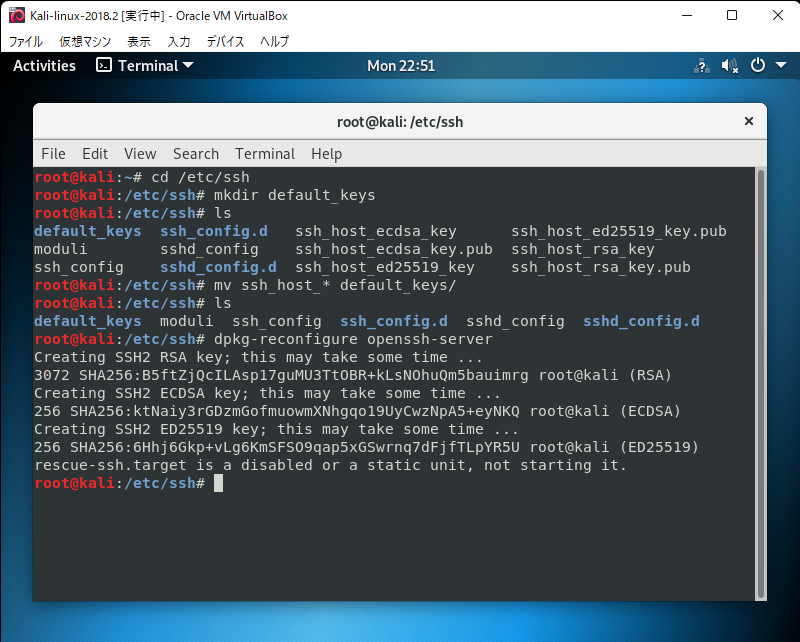 Kali-linux-2018.2 [実行中] - Oracle VM VirtualBox
ファイル 仮想マシン 表示 入力 デバイス ヘルプ
Activities Terminal Mon 22:51
root@kali: /etc/ssh
File Edit View Search Terminal Help
root@kali:~# cd /etc/ssh
root@kali:/etc/ssh# mkdir default_keys
root@kali:/etc/ssh# ls
default_keys ssh_config.d ssh_host_ecdsa_key ssh_host_ed25519_key.pub
moduli sshd_config ssh_host_ecdsa_key.pub ssh_host_rsa_key
ssh_config sshd_config.d ssh_host_ed25519_key ssh_host_rsa_key.pub
root@kali:/etc/ssh# mv ssh_host_* default_keys/
root@kali:/etc/ssh# ls
default_keys moduli ssh_config ssh_config.d sshd_config sshd_config.d
root@kali:/etc/ssh# dpkg-reconfigure openssh-server
Creating SSH2 RSA key; this may take some time ...
3072 SHA256:B5ftZjQcILAsp17guMU3TtOBR+kLsNOhuQm5bauimrg root@kali (RSA)
Creating SSH2 ECDSA key; this may take some time ...
256 SHA256:ktNaiy3rGDzmGofmuowmXNhgqo19UyCwzNpA5+eyNKQ root@kali (ECDSA)
Creating SSH2 ED25519 key; this may take some time ...
256 SHA256:6Hhj6Gkp+vLg6KmSFSO9qap5xGSwrnq7dFjfTLpYR5U root@kali (ED25519)
rescue-ssh.target is a disabled or a static unit, not starting it.
root@kali:/etc/ssh#